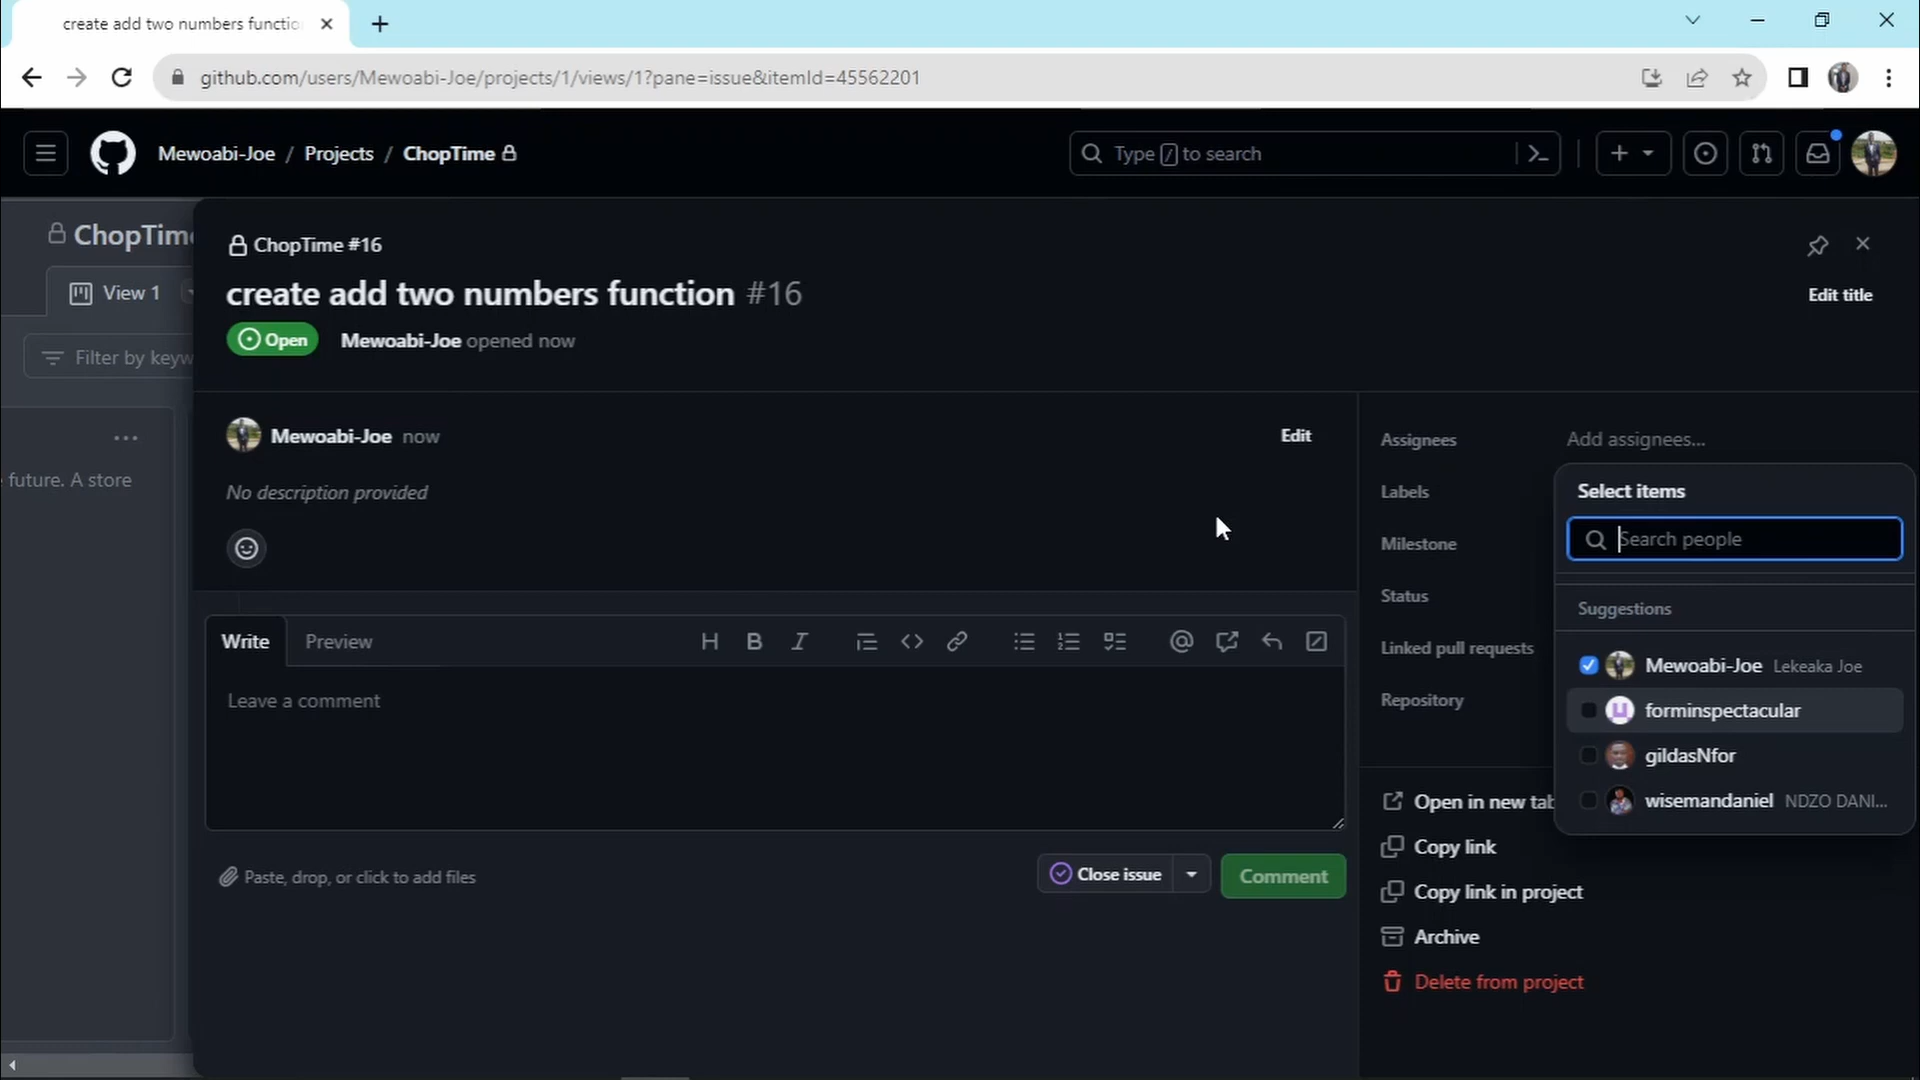 create add two numbers functio
github.com/users/Mewoabi-Joe/projects/1/views/1?pane=issue&itemId=45562201
Mewoabi-Joe / Projects / ChopTime
Type / to search
ChopTime
View 1
Filter by keyw
future. A store
ChopTime #16
create add two numbers function #16
Edit title
Open
Mewoabi-Joe opened now
Mewoabi-Joe now
Edit
No description provided
Write
Preview
Leave a comment
Paste, drop, or click to add files
Close issue
Comment
Assignees
Add assignees...
Labels
Milestone
Status
Linked pull requests
Repository
Select items
Search people
Suggestions
Mewoabi-Joe Lekeaka Joe
forminspectacular
gildasNfor
wisemandaniel NDZO DANI...
Open in new tab
Copy link
Copy link in project
Archive
Delete from project